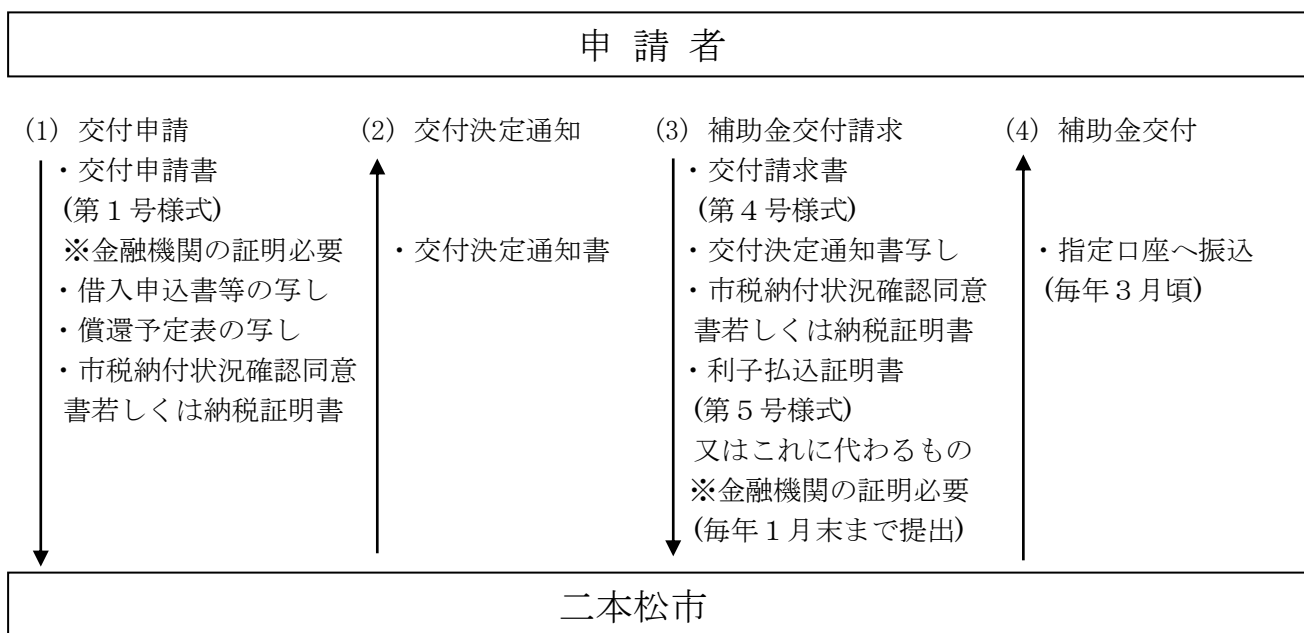 申 請 者
(1) 交付申請
・交付申請書
(第１号様式)
※金融機関の証明必要
・借入申込書等の写し
・償還予定表の写し
・市税納付状況確認同意
書若しくは納税証明書
(2) 交付決定通知
・交付決定通知書
(3) 補助金交付請求
・交付請求書
(第４号様式)
・交付決定通知書写し
・市税納付状況確認同意
書若しくは納税証明書
・利子払込証明書
(第５号様式)
又はこれに代わるもの
※金融機関の証明必要
(毎年１月末まで提出)
(4) 補助金交付
・指定口座へ振込
(毎年３月頃)
二本松市